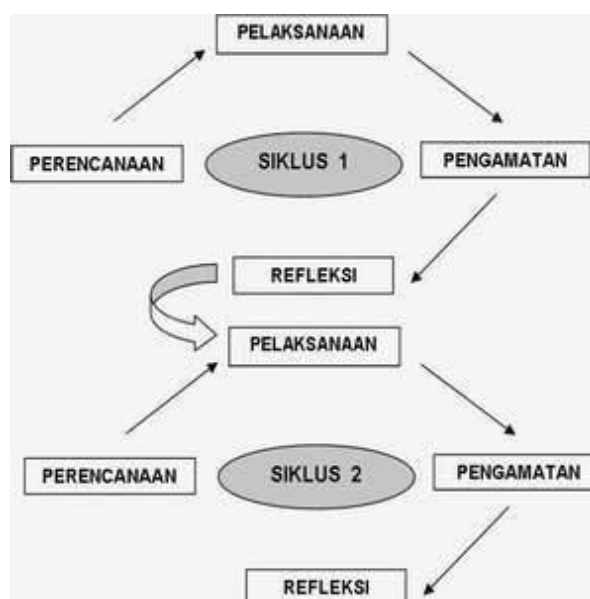 PELAKSANAAN
PERENCANAAN
SIKLUS 1
PENGAMATAN
REFLEKSI
PELAKSANAAN
PERENCANAAN
SIKLUS 2
PENGAMATAN
REFLEKSI